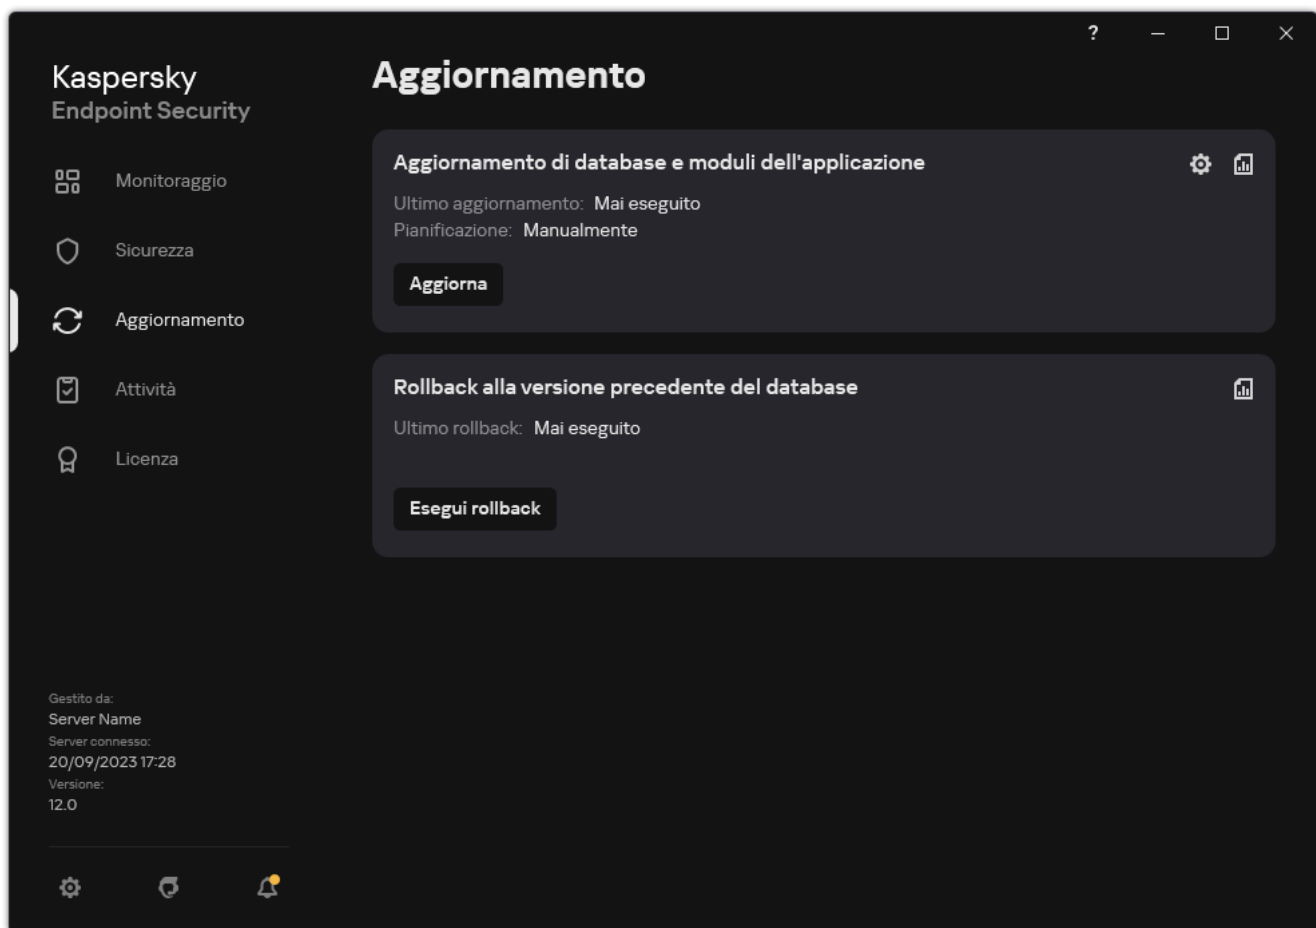 ?
Kaspersky
Endpoint Security
Monitoraggio
Sicurezza
Aggiornamento
Attività
Licenza
Gestito da:
Server Name
Server connesso:
20/09/2023 17:28
Versione:
12.0
Aggiornamento
Aggiornamento di database e moduli dell'applicazione
Ultimo aggiornamento: Mai eseguito
Pianificazione: Manualmente
Aggiorna
Rollback alla versione precedente del database
Ultimo rollback: Mai eseguito
Esegui rollback